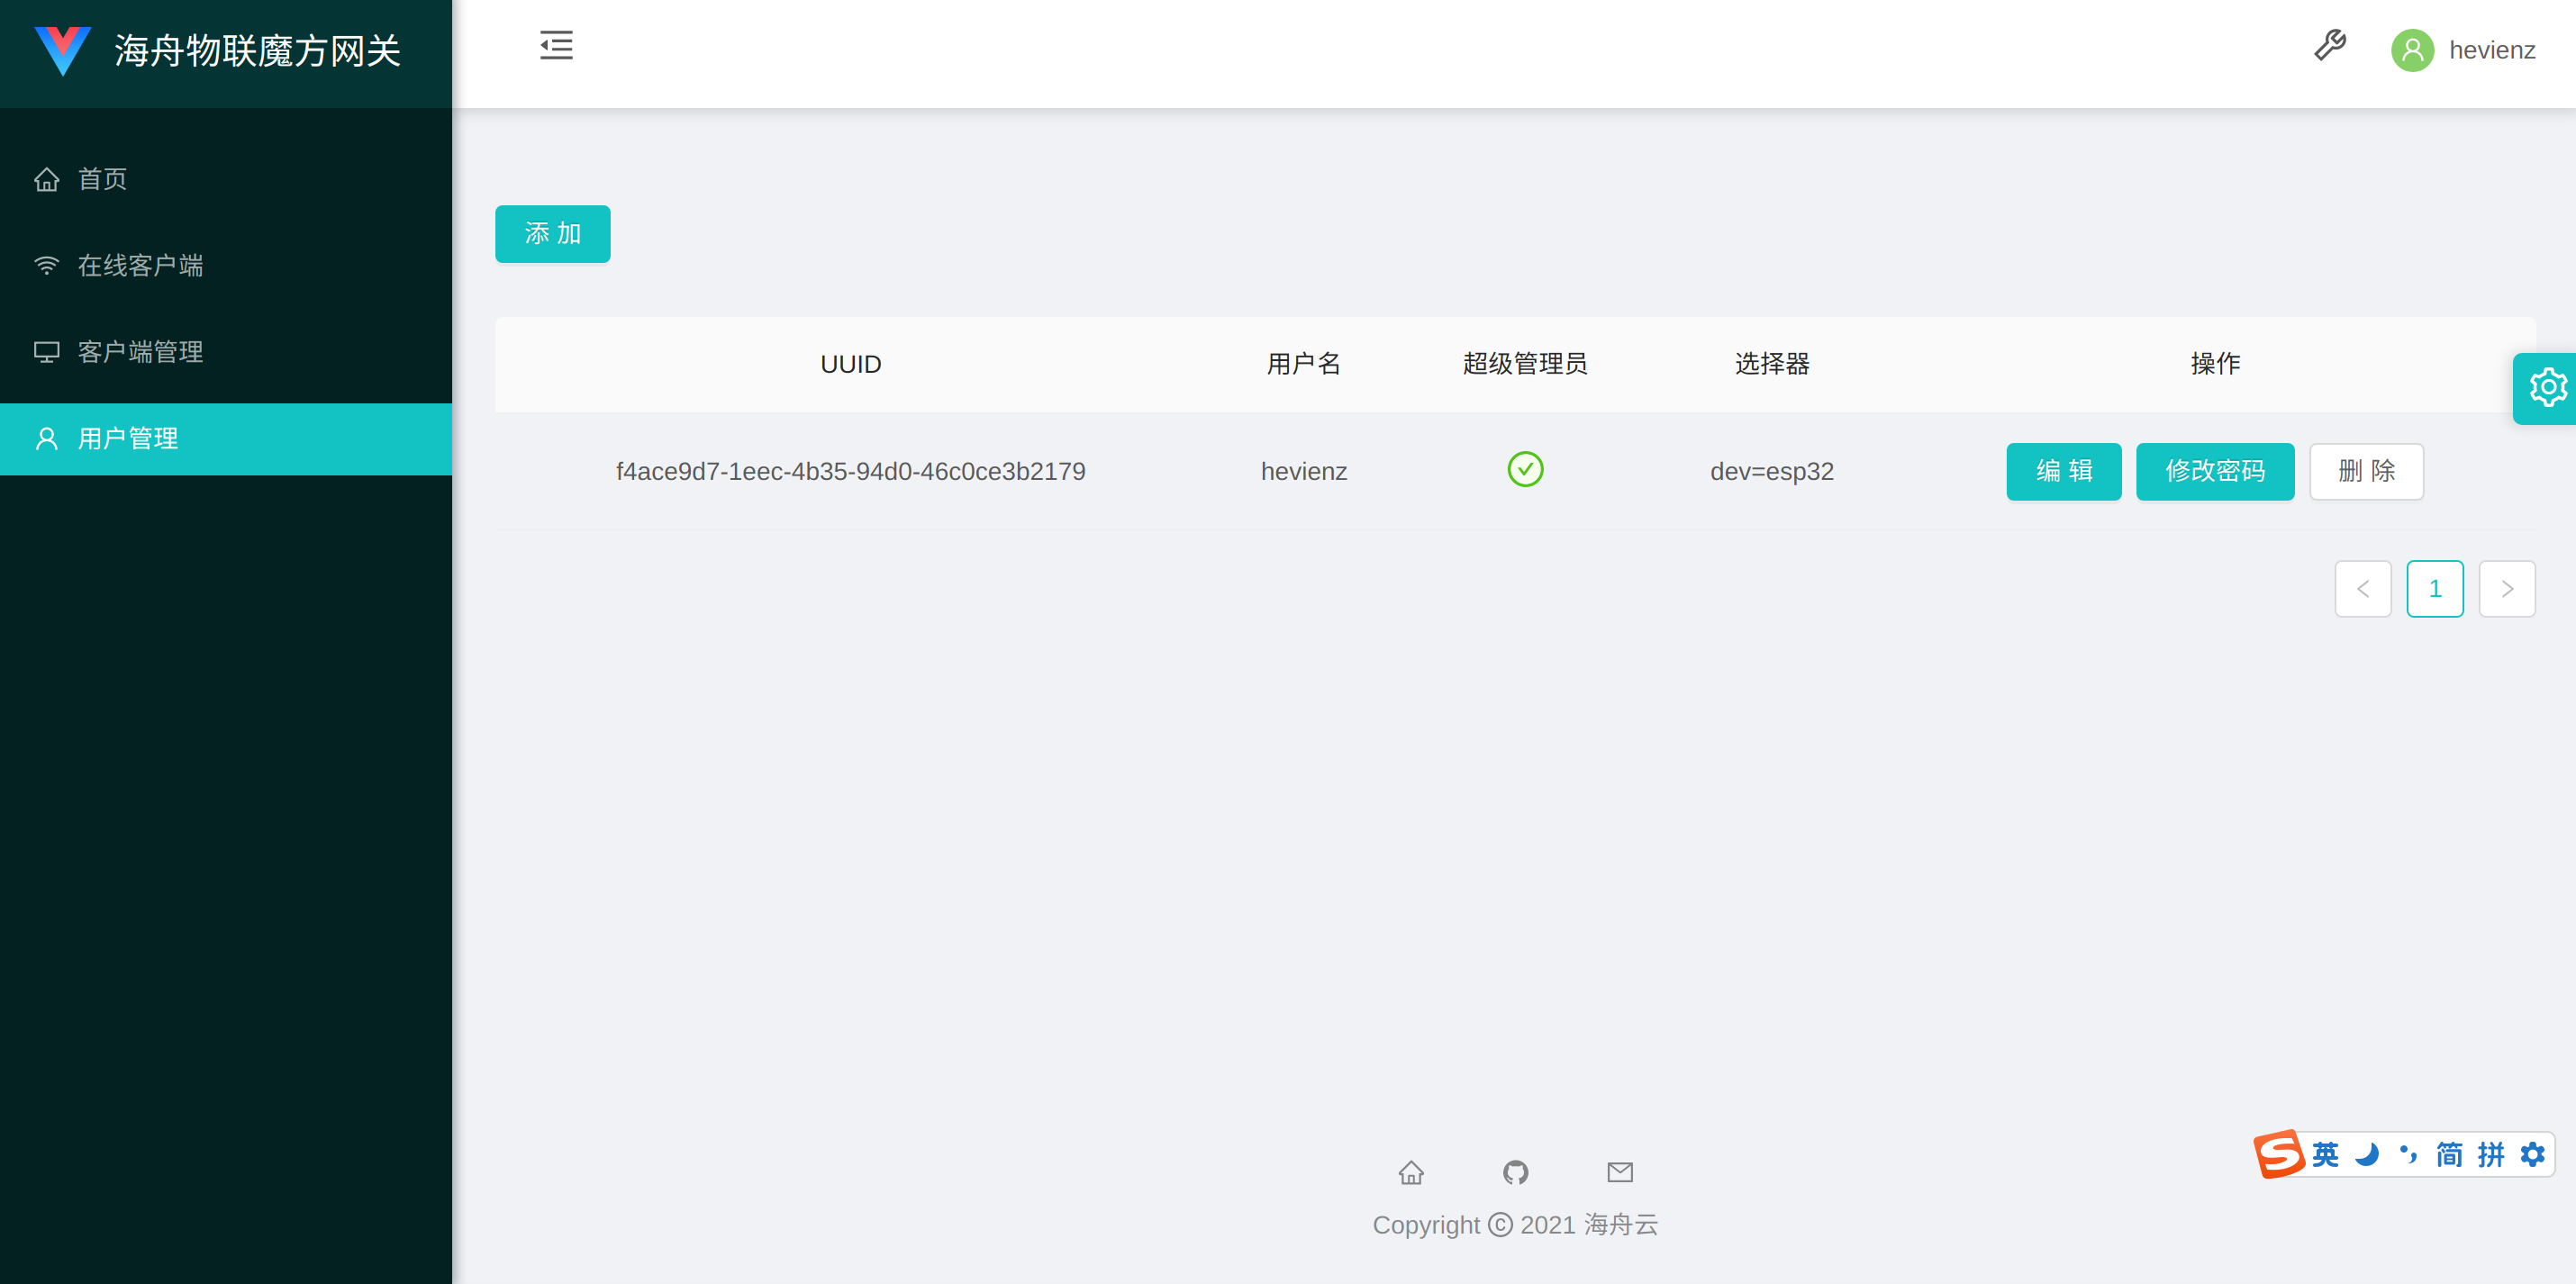 海舟物联魔方网关
hevienz
首页
在线客户端
客户端管理
用户管理
添 加
UUID 用户名 超级管理员 选择器 操作
f4ace9d7-1eec-4b35-94d0-46c0ce3b2179 hevienz dev=esp32 编 辑 修改密码 删 除
1
英 简 拼
Copyright © 2021 海舟云